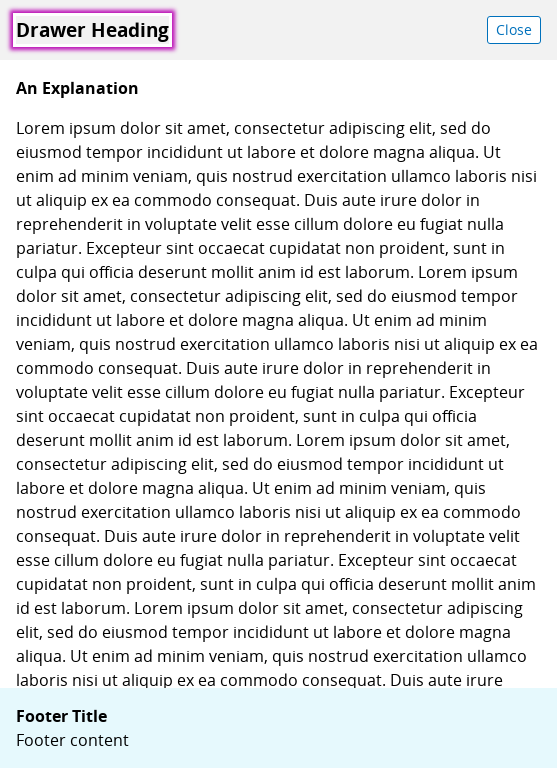 Drawer Heading
Close
An Explanation
Lorem ipsum dolor sit amet, consectetur adipiscing elit, sed do
eiusmod tempor incididunt ut labore et dolore magna aliqua. Ut
enim ad minim veniam, quis nostrud exercitation ullamco laboris nisi
ut aliquip ex ea commodo consequat. Duis aute irure dolor in
reprehenderit in voluptate velit esse cillum dolore eu fugiat nulla
pariatur. Excepteur sint occaecat cupidatat non proident, sunt in
culpa qui officia deserunt mollit anim id est laborum. Lorem ipsum
dolor sit amet, consectetur adipiscing elit, sed do eiusmod tempor
incididunt ut labore et dolore magna aliqua. Ut enim ad minim
veniam, quis nostrud exercitation ullamco laboris nisi ut aliquip ex ea
commodo consequat. Duis aute irure dolor in reprehenderit in
voluptate velit esse cillum dolore eu fugiat nulla pariatur. Excepteur
sint occaecat cupidatat non proident, sunt in culpa qui officia
deserunt mollit anim id est laborum. Lorem ipsum dolor sit amet,
consectetur adipiscing elit, sed do eiusmod tempor incididunt ut
labore et dolore magna aliqua. Ut enim ad minim veniam, quis
nostrud exercitation ullamco laboris nisi ut aliquip ex ea commodo
consequat. Duis aute irure dolor in reprehenderit in voluptate velit
esse cillum dolore eu fugiat nulla pariatur. Excepteur sint occaecat
cupidatat non proident, sunt in culpa qui officia deserunt mollit anim
id est laborum. Lorem ipsum dolor sit amet, consectetur adipiscing
elit, sed do eiusmod tempor incididunt ut labore et dolore magna
aliqua. Ut enim ad minim veniam, quis nostrud exercitation ullamco
laboris nisi ut aliquip ex ea commodo consequat. Duis aute irure
Footer Title
Footer content